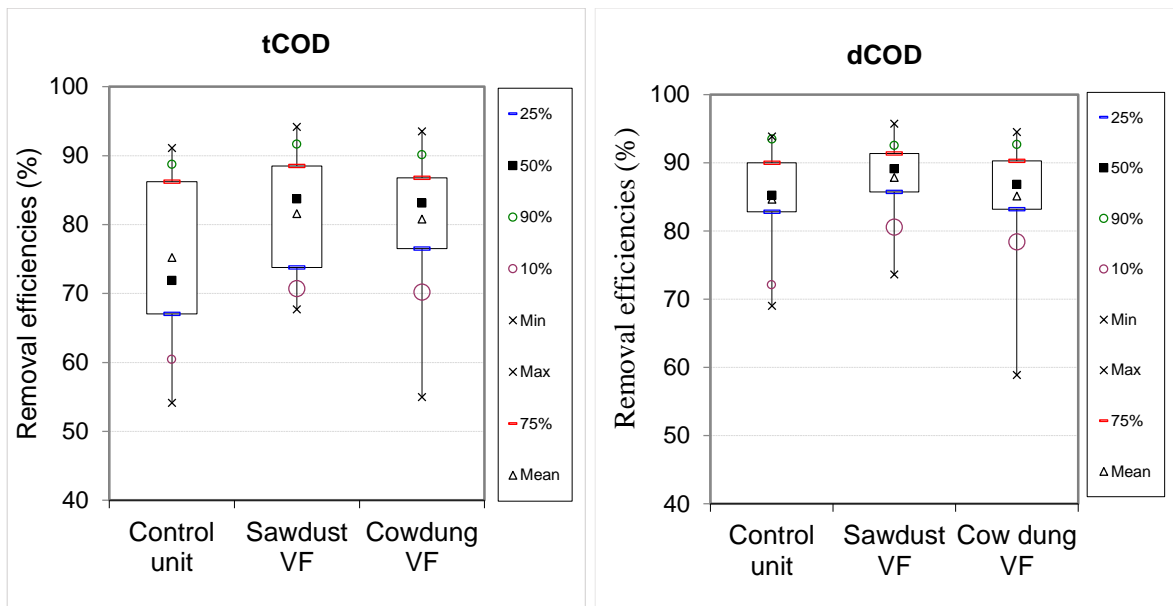 tCOD
Removal efficiencies (%)
100
90
80
70
60
50
40
Control
unit
Sawdust
VF
Cowdung
VF
25%
50%
90%
10%
Min
Max
75%
Mean
dCOD
Removal efficiencies (%)
100
90
80
70
60
50
40
Control
unit
Sawdust
VF
Cow dung
VF
25%
50%
90%
10%
Min
Max
75%
Mean